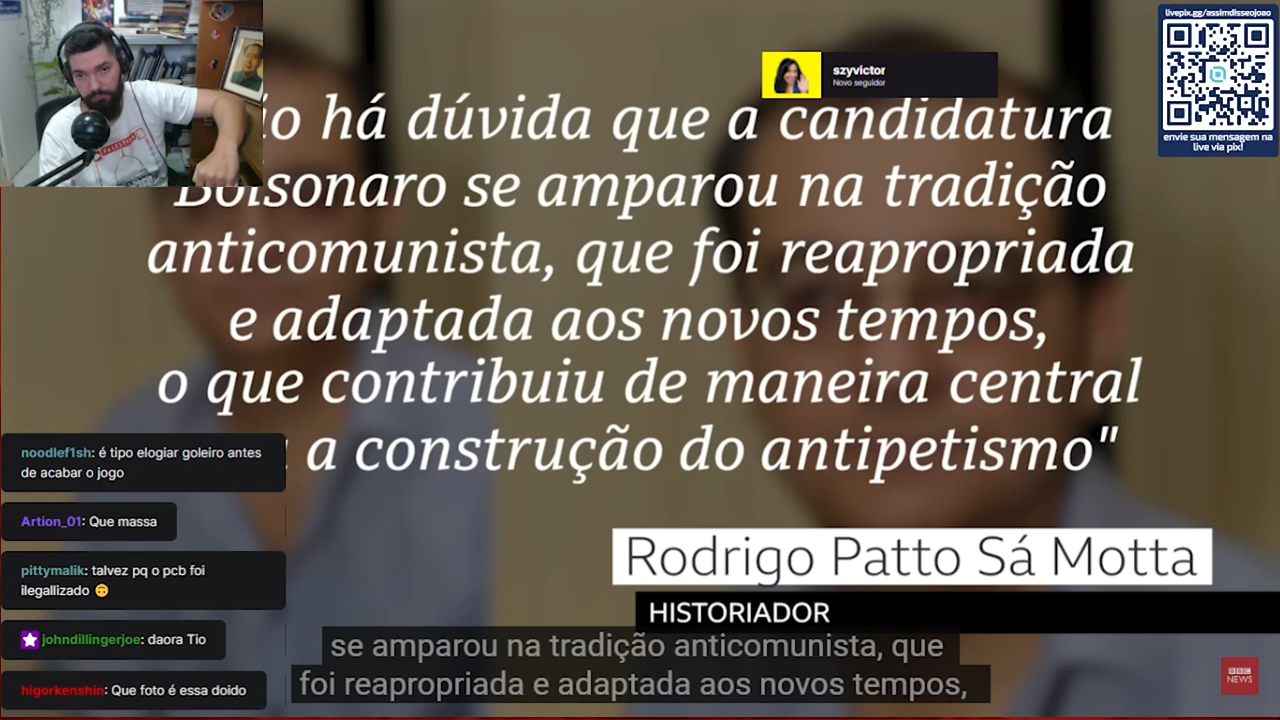 livepix.gg/assimdisseojoao
envie sua mensagem na
live via pix!
szyvictor
Novo seguidor
há dúvida que a candidatura
Bolsonaro se amparou na tradição
anticomunista, que foi reapropriada
e adaptada aos novos tempos,
o que contribuiu de maneira central
a construção do antipetismo"
Rodrigo Patto Sá Motta
HISTORIADOR
se amparou na tradição anticomunista, que
foi reapropriada e adaptada aos novos tempos,
noodlef1sh: é tipo elogiar goleiro antes
de acabar o jogo
Artion_01: Que massa
pittymalik: talvez pq o pcb foi
ilegallizado 🙃
johndillingerjoe: daora Tio
higorkenshin: Que foto é essa doido
BBC
NEWS